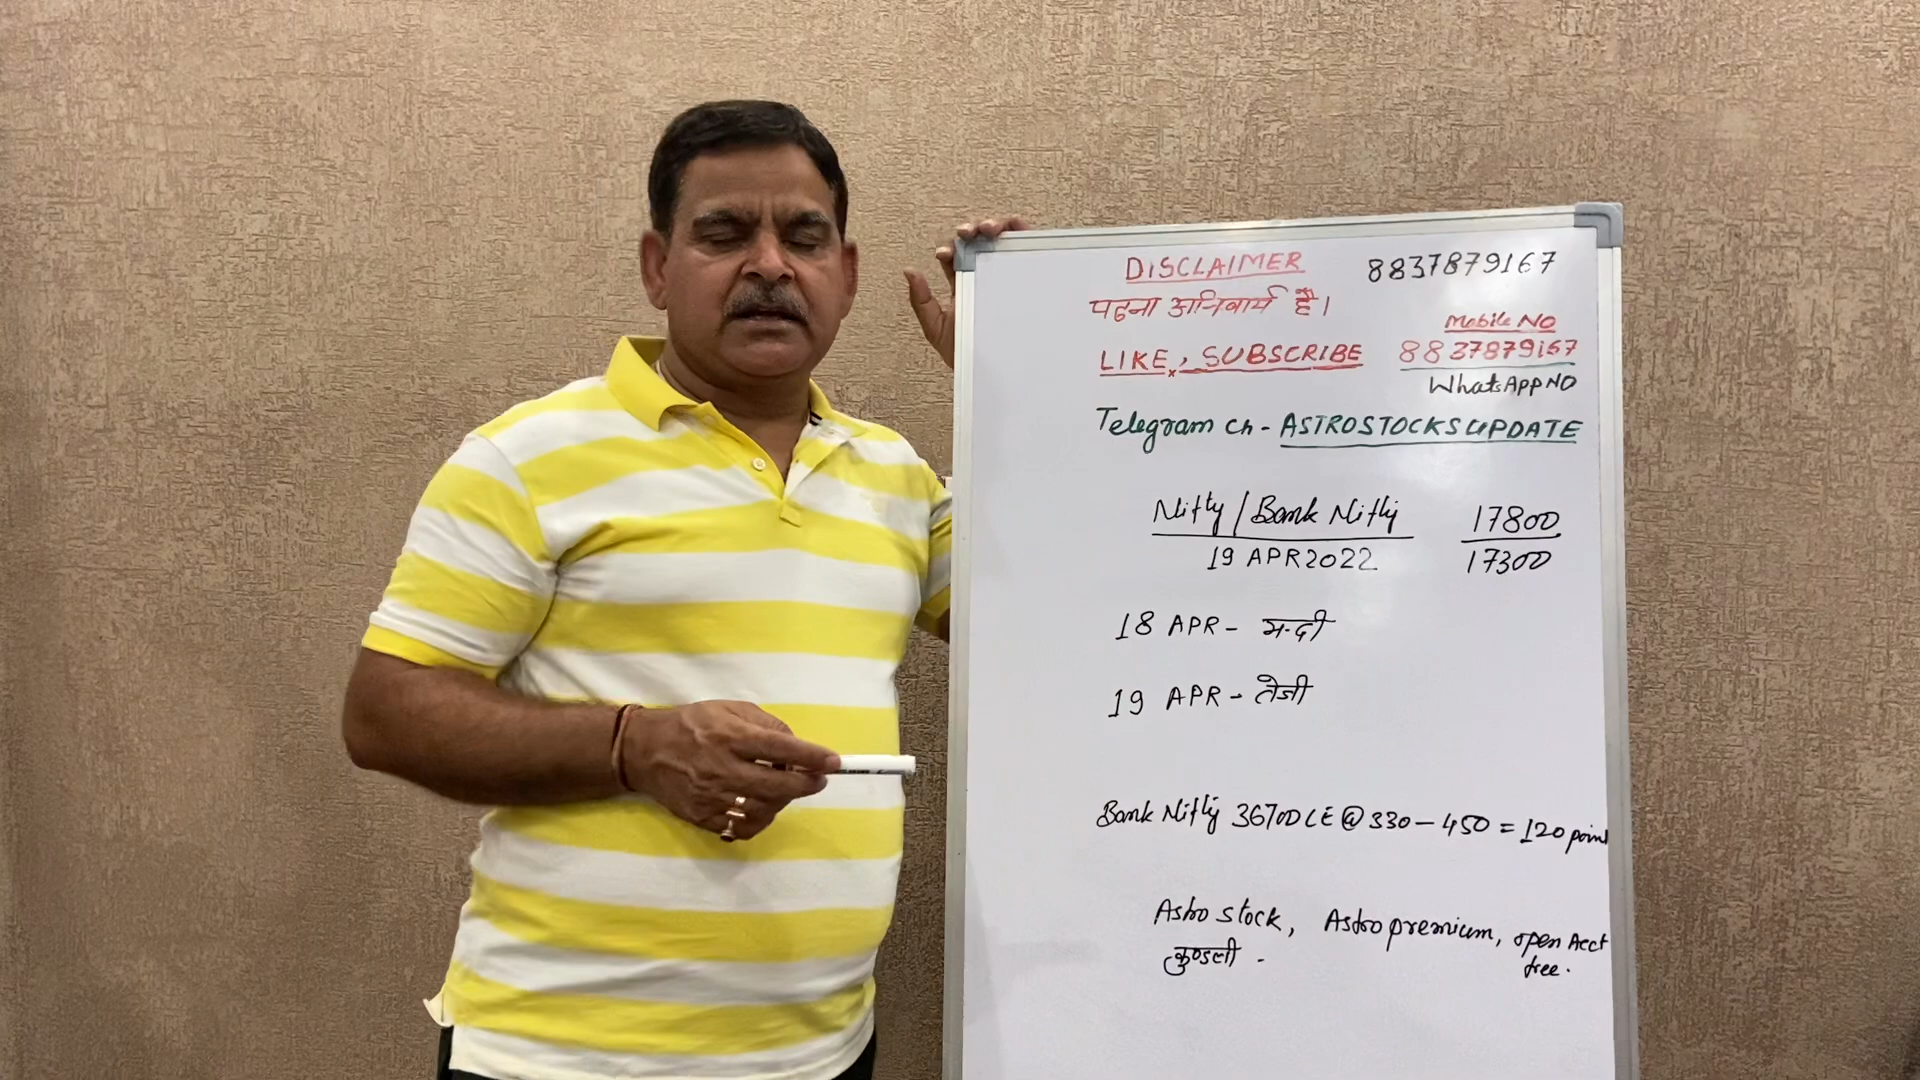 DISCLAIMER 8837879167
पढना अनिवार्य है।
Mobile NO
LIKE, SUBSCRIBE 8837879167
WhatsAPP NO
Telegram Ch - ASTROSTOCKSUPDATE
Nifty / Bank Nifty 17800
19 APR 2022 17300
18 APR - मन्दी
19 APR - तेजी
Bank Nifty 36700 CE @ 330 - 450 = 120 point
Astro stock, Astro premium, open Acct
कुण्डली - free.